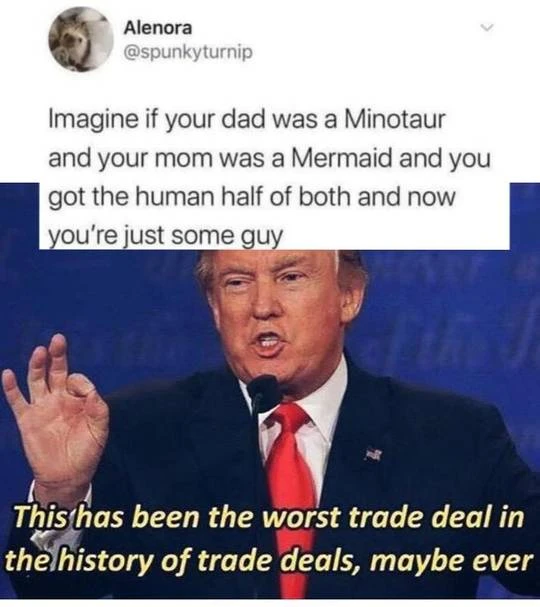 Alenora
@spunkyturnip
Imagine if your dad was a Minotaur
and your mom was a Mermaid and you
got the human half of both and now
you're just some guy
This has been the worst trade deal in
the history of trade deals, maybe ever